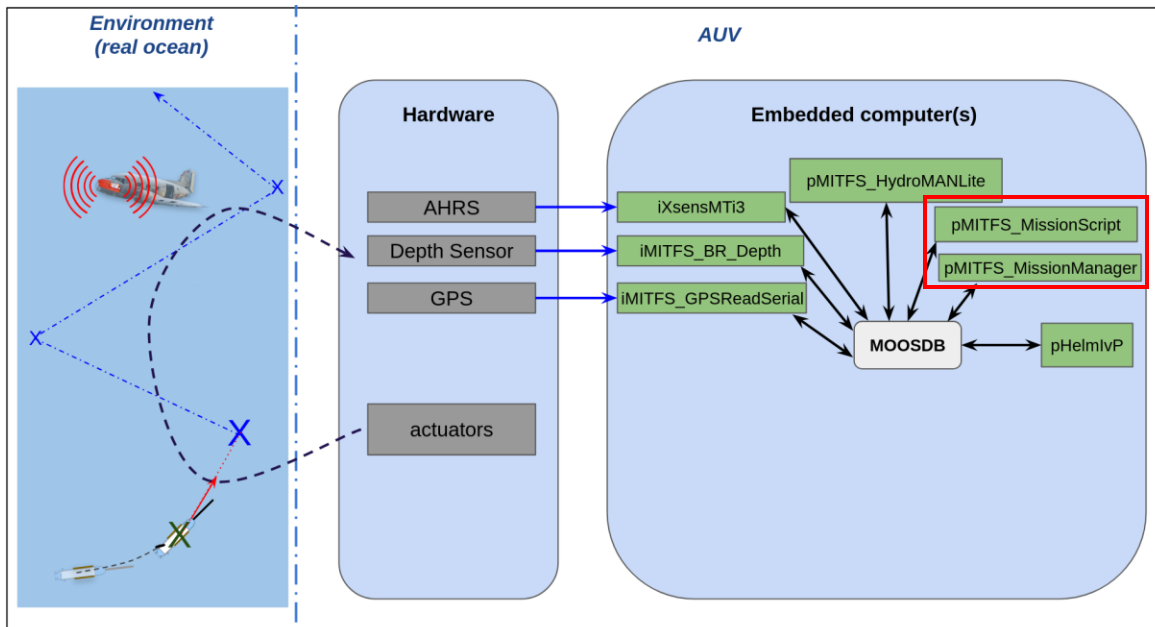 Environment
(real ocean)
AUV
X
X
X
X
Hardware
AHRS
Depth Sensor
GPS
actuators
Embedded computer(s)
pMITFS_HydroMANLite
iXsensMTi3
pMITFS_MissionScript
iMITFS_BR_Depth
pMITFS_MissionManager
iMITFS_GPSReadSerial
MOOSDB
pHelmIvP